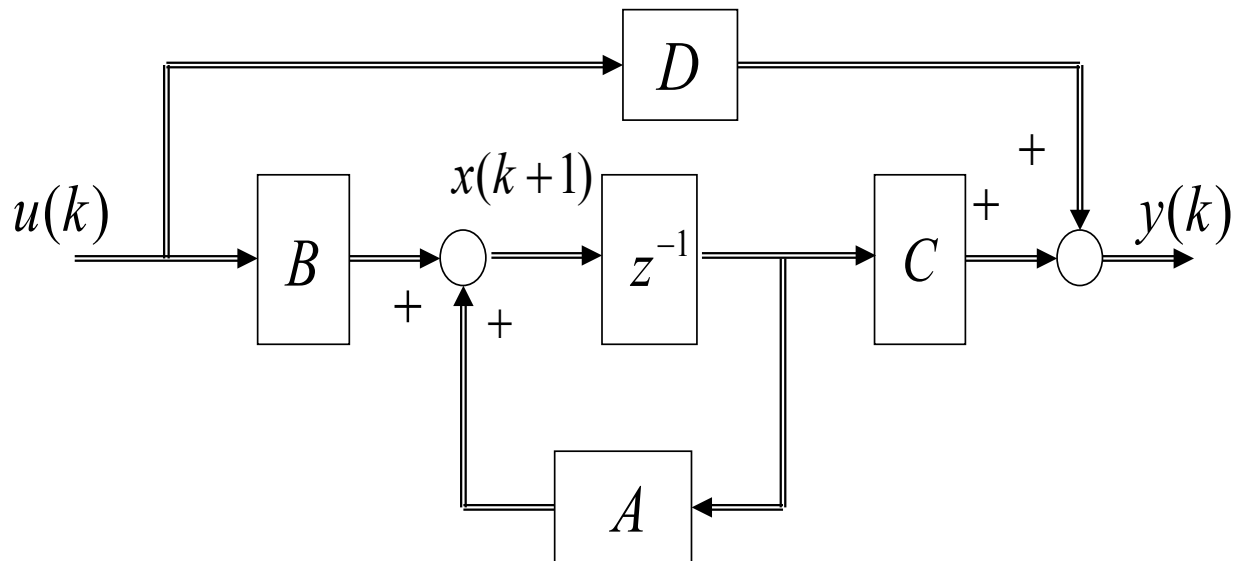 D
+
x(k+1)
+
u(k)
y(k)
B
z⁻¹
C
+
+
A